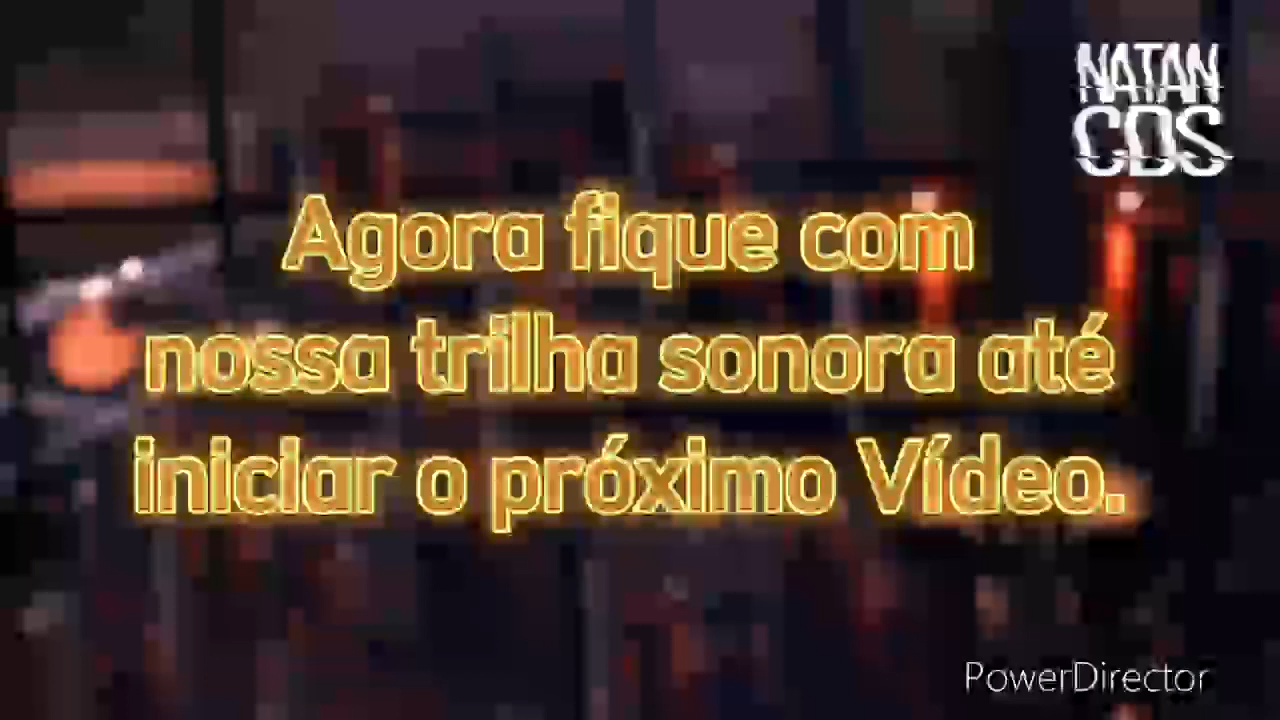 NATAN
CDS
Agora fique com
nossa trilha sonora até
iniciar o próximo Vídeo.
PowerDirector